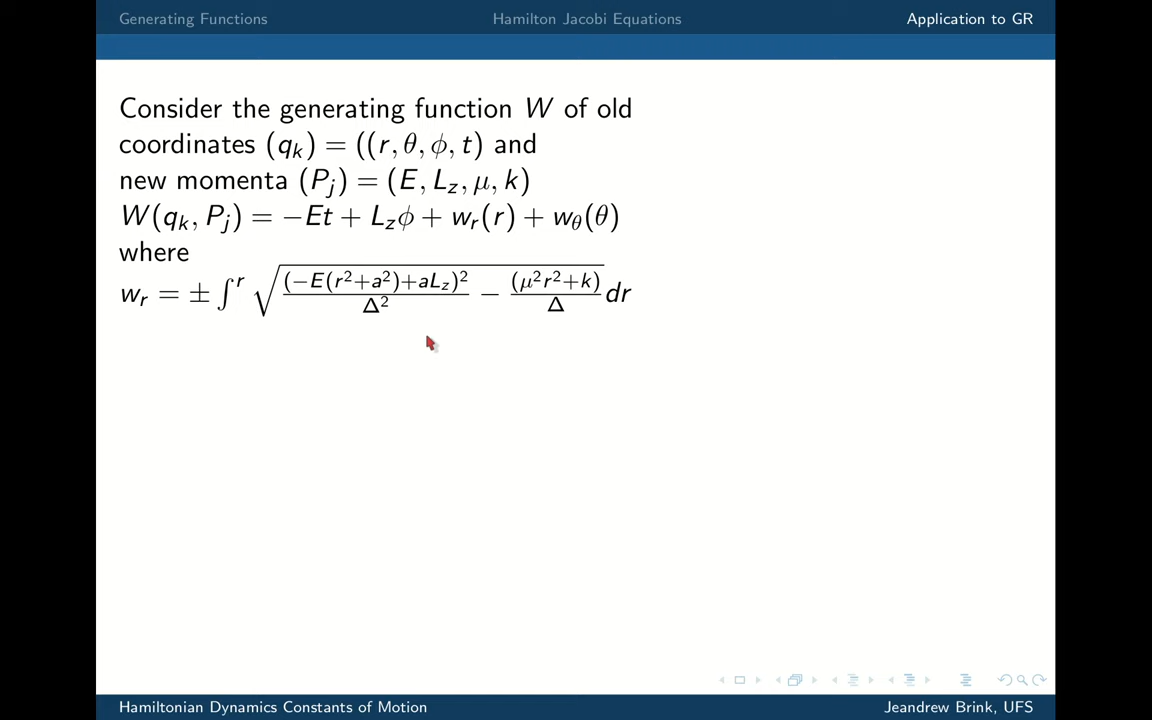 Generating Functions Hamilton Jacobi Equations Application to GR
Consider the generating function W of old
coordinates (q_k) = ((r, θ, ϕ, t) and
new momenta (P_j) = (E, L_z, μ, k)
W(q_k, P_j) = −Et + L_zϕ + w_r(r) + w_θ(θ)
where
w_r = ± ∫^r √((−E(r²+a²)+aL_z)²/Δ² − (μ²r²+k)/Δ) dr
Hamiltonian Dynamics Constants of Motion Jeandrew Brink, UFS